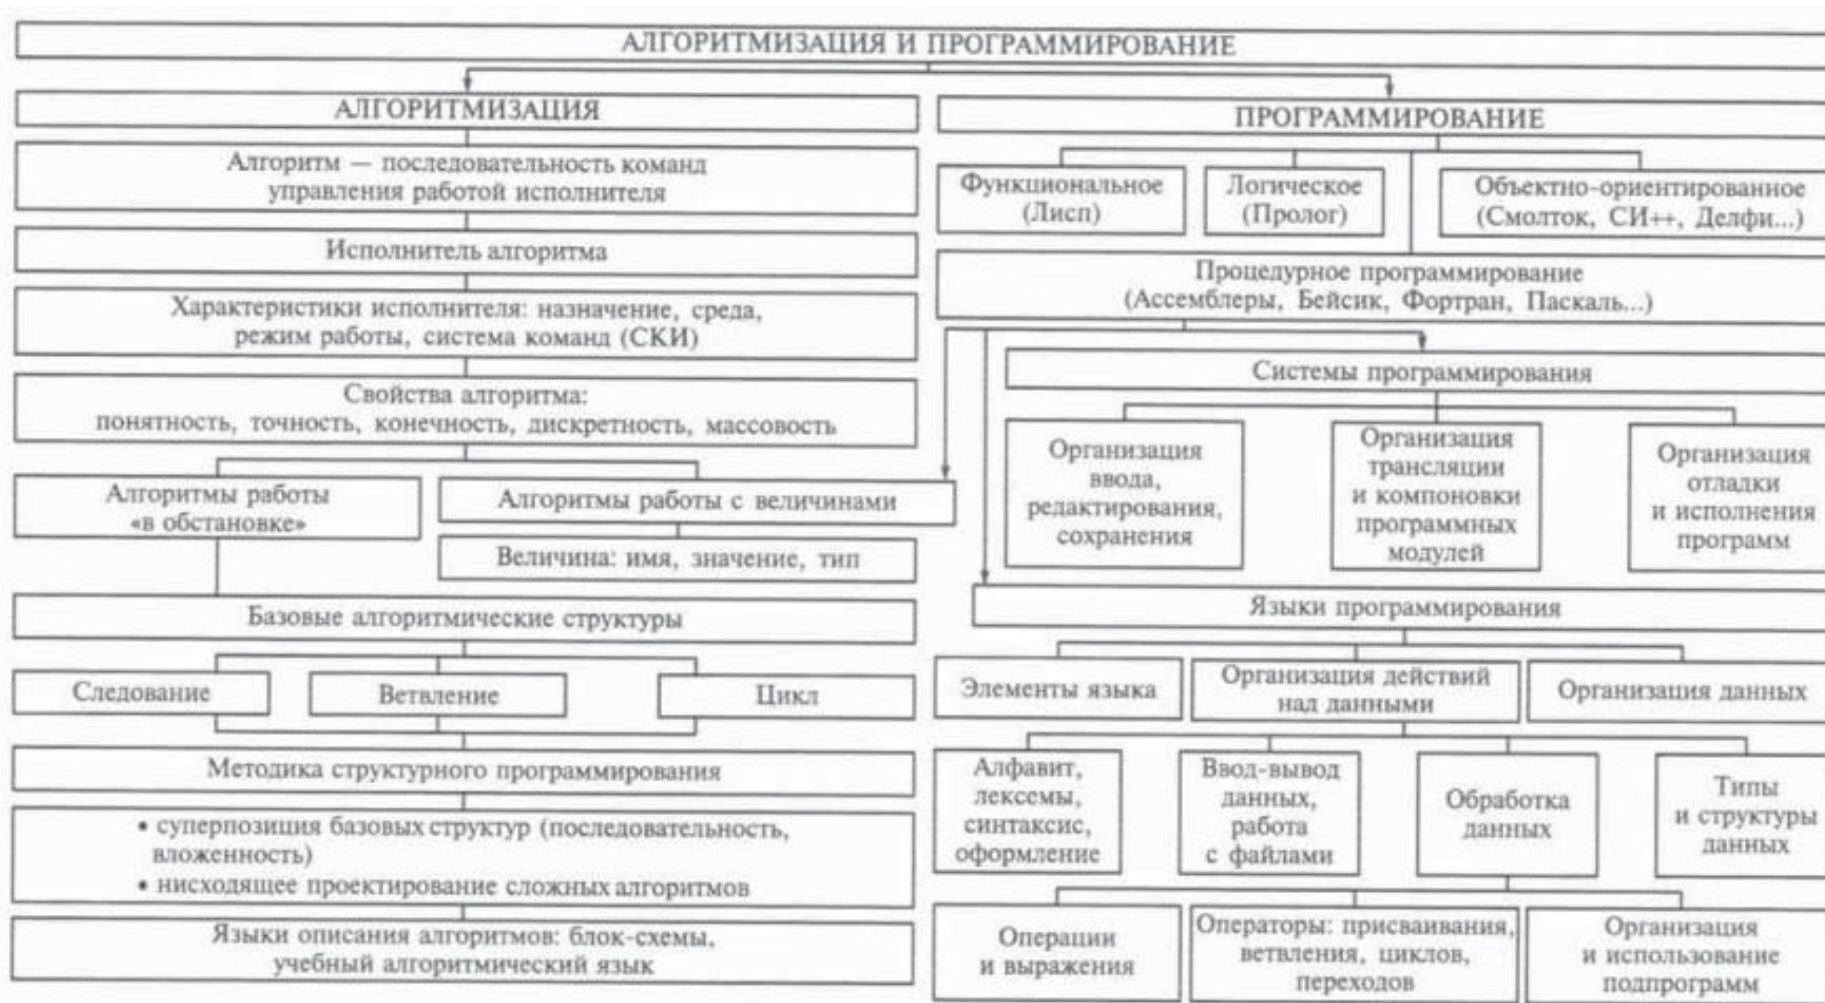 АЛГОРИТМИЗАЦИЯ И ПРОГРАММИРОВАНИЕ
АЛГОРИТМИЗАЦИЯ
Алгоритм — последовательность команд
управления работой исполнителя
Исполнитель алгоритма
Характеристики исполнителя: назначение, среда,
режим работы, система команд (СКИ)
Свойства алгоритма:
понятность, точность, конечность, дискретность, массовость
Алгоритмы работы
«в обстановке»
Алгоритмы работы с величинами
Величина: имя, значение, тип
Базовые алгоритмические структуры
Следование
Ветвление
Цикл
Методика структурного программирования
• суперпозиция базовых структур (последовательность,
вложенность)
• нисходящее проектирование сложных алгоритмов
Языки описания алгоритмов: блок-схемы,
учебный алгоритмический язык
ПРОГРАММИРОВАНИЕ
Функциональное
(Лисп)
Логическое
(Пролог)
Объектно-ориентированное
(Смолток, СИ++, Делфи...)
Процедурное программирование
(Ассемблеры, Бейсик, Фортран, Паскаль...)
Системы программирования
Организация
ввода,
редактирования,
сохранения
Организация
трансляции
и компоновки
программных
модулей
Организация
отладки
и исполнения
программ
Языки программирования
Элементы языка
Организация действий
над данными
Организация данных
Алфавит,
лексемы,
синтаксис,
оформление
Ввод-вывод
данных,
работа
с файлами
Обработка
данных
Типы
и структуры
данных
Операции
и выражения
Операторы: присваивания,
ветвления, циклов,
переходов
Организация
и использование
подпрограмм